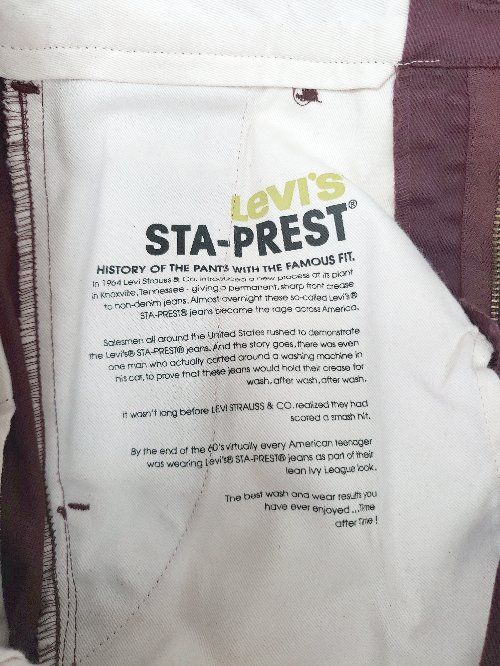 Levi's
STA-PREST®
HISTORY OF THE PANTS WITH THE FAMOUS FIT.
In 1964 Levi Strauss & Co. introduced a new process at its plant
in Knoxville, Tennessee - giving a permanent, sharp front crease
to non-denim jeans. Almost overnight these so-called Levi's®
STA-PREST® jeans became the rage across America.
Salesmen all around the United States rushed to demonstrate
the Levi's® STA-PREST® jeans. And the story goes, there was even
one man who actually carted around a washing machine in
his car, to prove that these jeans would hold their crease for
wash, after wash, after wash.
It wasn't long before LEVI STRAUSS & CO. realized they had
scored a smash hit.
By the end of the 60's virtually every American teenager
was wearing Levi's® STA-PREST® jeans as part of their
lean Ivy League look.
The best wash and wear results you
have ever enjoyed ...Time
after Time !